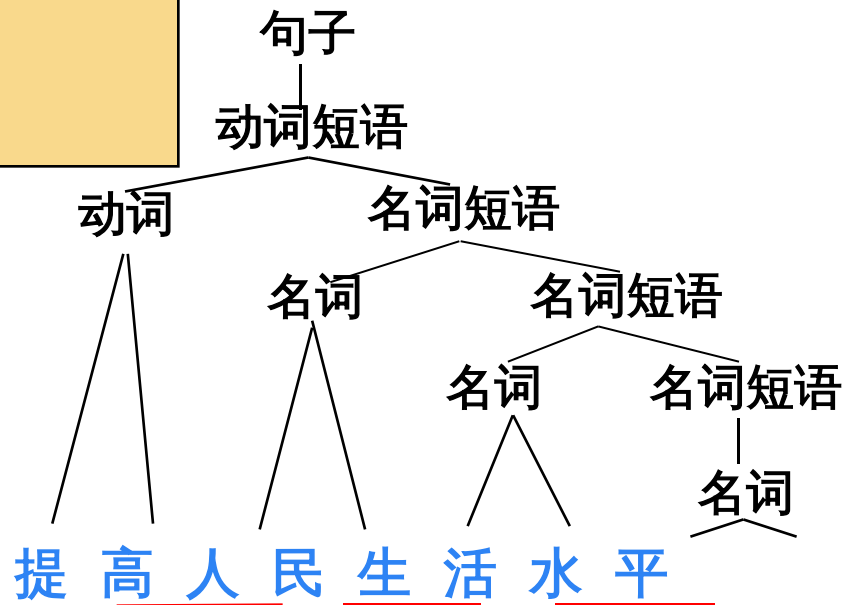 句子
动词短语
动词 名词短语
名词 名词短语
名词 名词短语
名词
提 高 人 民 生 活 水 平